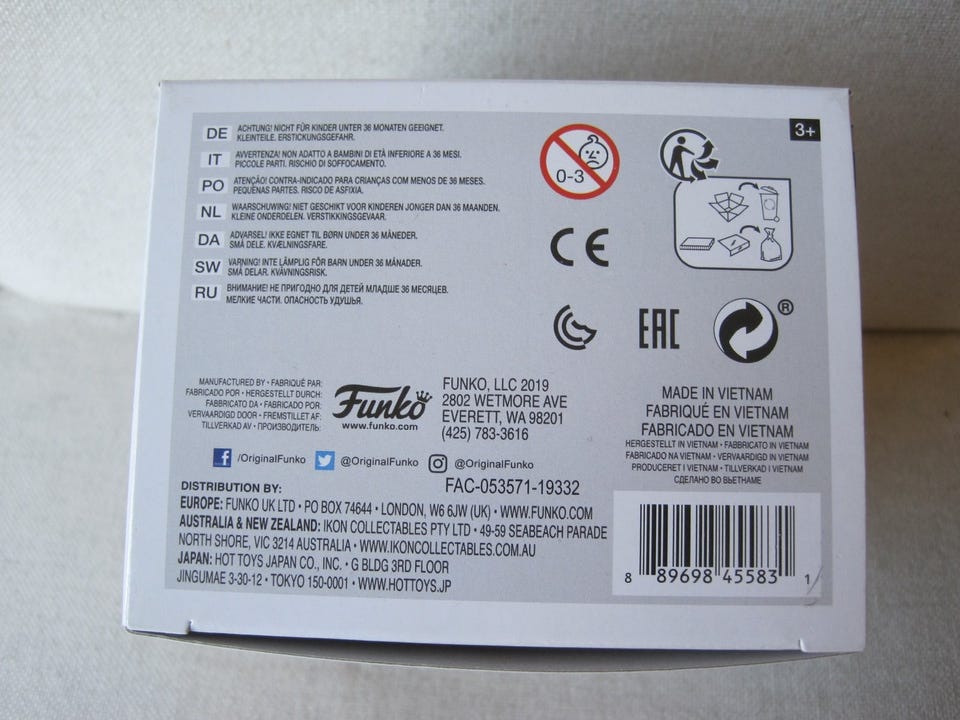 DE ACHTUNG! NICHT FÜR KINDER UNTER 36 MONATEN GEEIGNET.
KLEINTEILE. ERSTICKUNGSGEFAHR.
IT AVVERTENZA! NON ADATTO A BAMBINI DI ETÀ INFERIORE A 36 MESI.
PICCOLE PARTI. RISCHIO DI SOFFOCAMENTO.
PO ATENÇÃO! CONTRA-INDICADO PARA CRIANÇAS COM MENOS DE 36 MESES.
PEQUENAS PARTES. RISCO DE ASFIXIA.
NL WAARSCHUWING! NIET GESCHIKT VOOR KINDEREN JONGER DAN 36 MAANDEN.
KLEINE ONDERDELEN. VERSTIKKINGSGEVAAR.
DA ADVARSEL! IKKE EGNET TIL BØRN UNDER 36 MÅNEDER.
SMÅ DELE. KVÆLNINGSFARE.
SW VARNING! INTE LÄMPLIG FÖR BARN UNDER 36 MÅNADER.
SMÅ DELAR. KVÄVNINGSRISK.
RU ВНИМАНИЕ! НЕ ПРИГОДНО ДЛЯ ДЕТЕЙ МЛАДШЕ 36 МЕСЯЦЕВ.
МЕЛКИЕ ЧАСТИ. ОПАСНОСТЬ УДУШЬЯ.
0-3
3+
CE
EAC
®
MANUFACTURED BY • FABRIQUÉ PAR:
FABRICADO POR • HERGESTELLT DURCH:
FABBRICATO DA • FABRICADO POR:
VERVAARDIGD DOOR • FREMSTILLET AF:
TILLVERKAD AV • ПРОИЗВОДИТЕЛЬ:
Funko
www.funko.com
FUNKO, LLC 2019
2802 WETMORE AVE
EVERETT, WA 98201
(425) 783-3616
/OriginalFunko @OriginalFunko @OriginalFunko
FAC-053571-19332
DISTRIBUTION BY:
EUROPE: FUNKO UK LTD • PO BOX 74644 • LONDON, W6 6JW (UK) • WWW.FUNKO.COM
AUSTRALIA & NEW ZEALAND: IKON COLLECTABLES PTY LTD • 49-59 SEABEACH PARADE
NORTH SHORE, VIC 3214 AUSTRALIA • WWW.IKONCOLLECTABLES.COM.AU
JAPAN: HOT TOYS JAPAN CO., INC. • G BLDG 3RD FLOOR
JINGUMAE 3-30-12 • TOKYO 150-0001 • WWW.HOTTOYS.JP
MADE IN VIETNAM
FABRIQUÉ EN VIETNAM
FABRICADO EN VIETNAM
HERGESTELLT IN VIETNAM • FABBRICATO IN VIETNAM
FABRICADO NA VIETNAM • VERVAARDIGD IN VIETNAM
PRODUCERET I VIETNAM • TILLVERKAD I VIETNAM
СДЕЛАНО ВО ВЬЕТНАМЕ
8 89698 45583 1